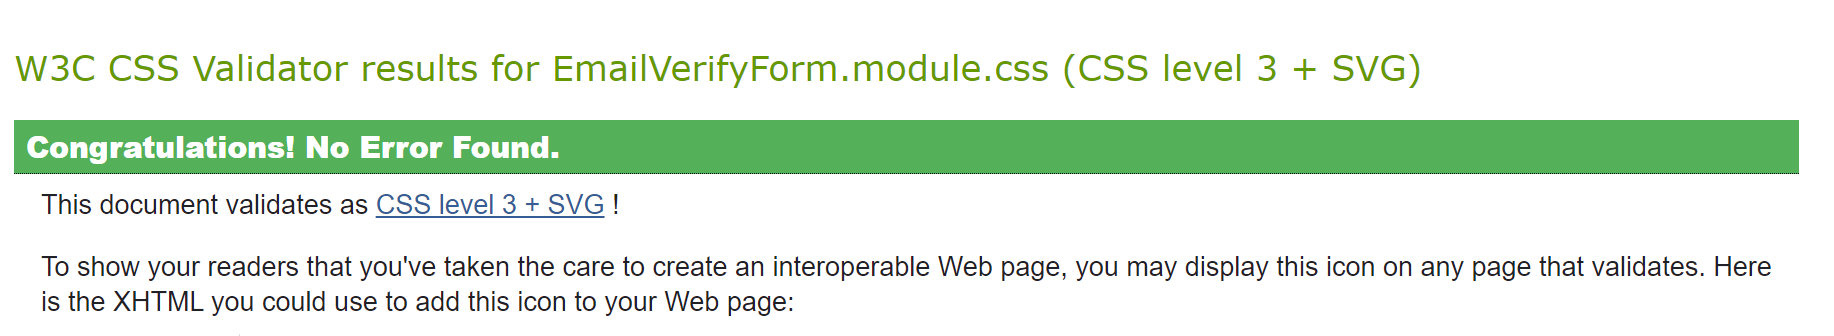 W3C CSS Validator results for EmailVerifyForm.module.css (CSS level 3 + SVG)
Congratulations! No Error Found.
This document validates as CSS level 3 + SVG !
To show your readers that you've taken the care to create an interoperable Web page, you may display this icon on any page that validates. Here
is the XHTML you could use to add this icon to your Web page: